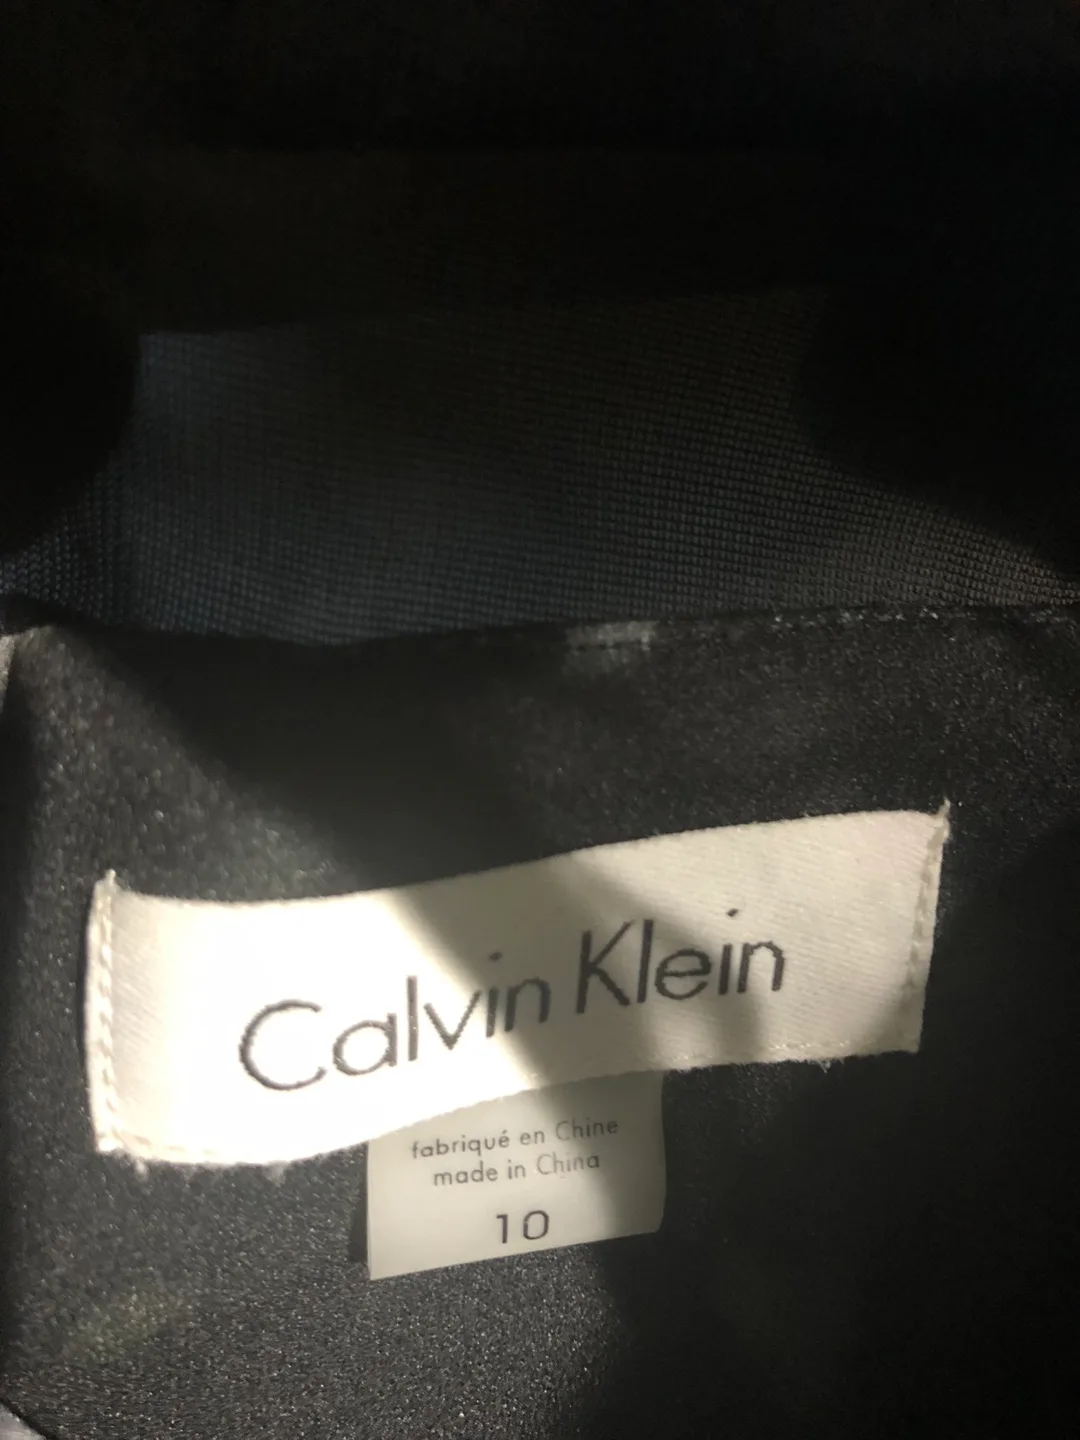 Calvin Klein
fabriqué en Chine
made in China
10